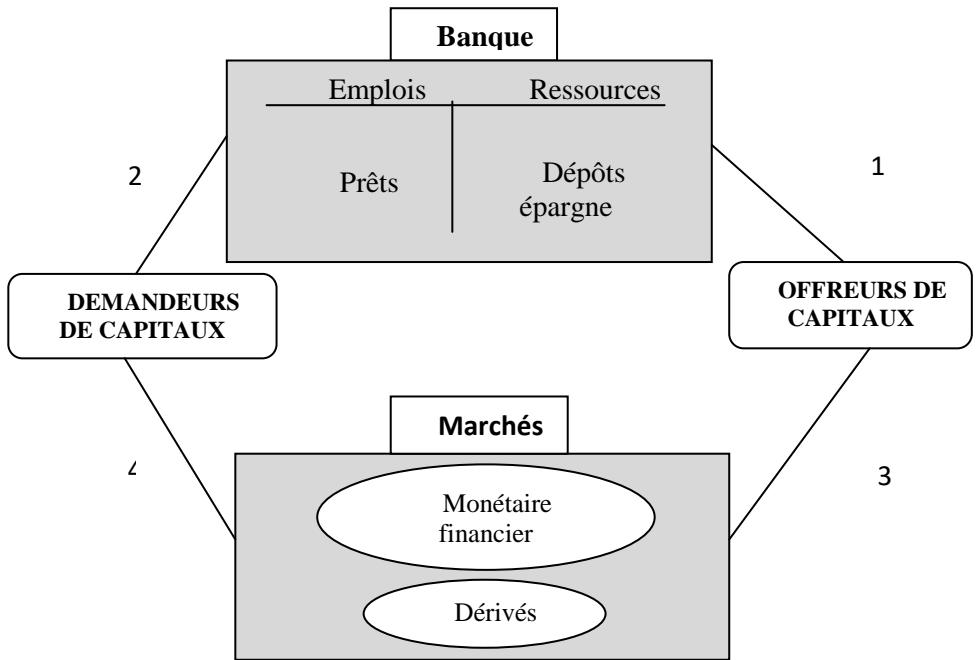 Banque
Emplois Ressources
2
1
Prêts
Dépôts
épargne
DEMANDEURS
DE CAPITAUX
OFFREURS DE
CAPITAUX
Marchés
4
3
Monétaire
financier
Dérivés